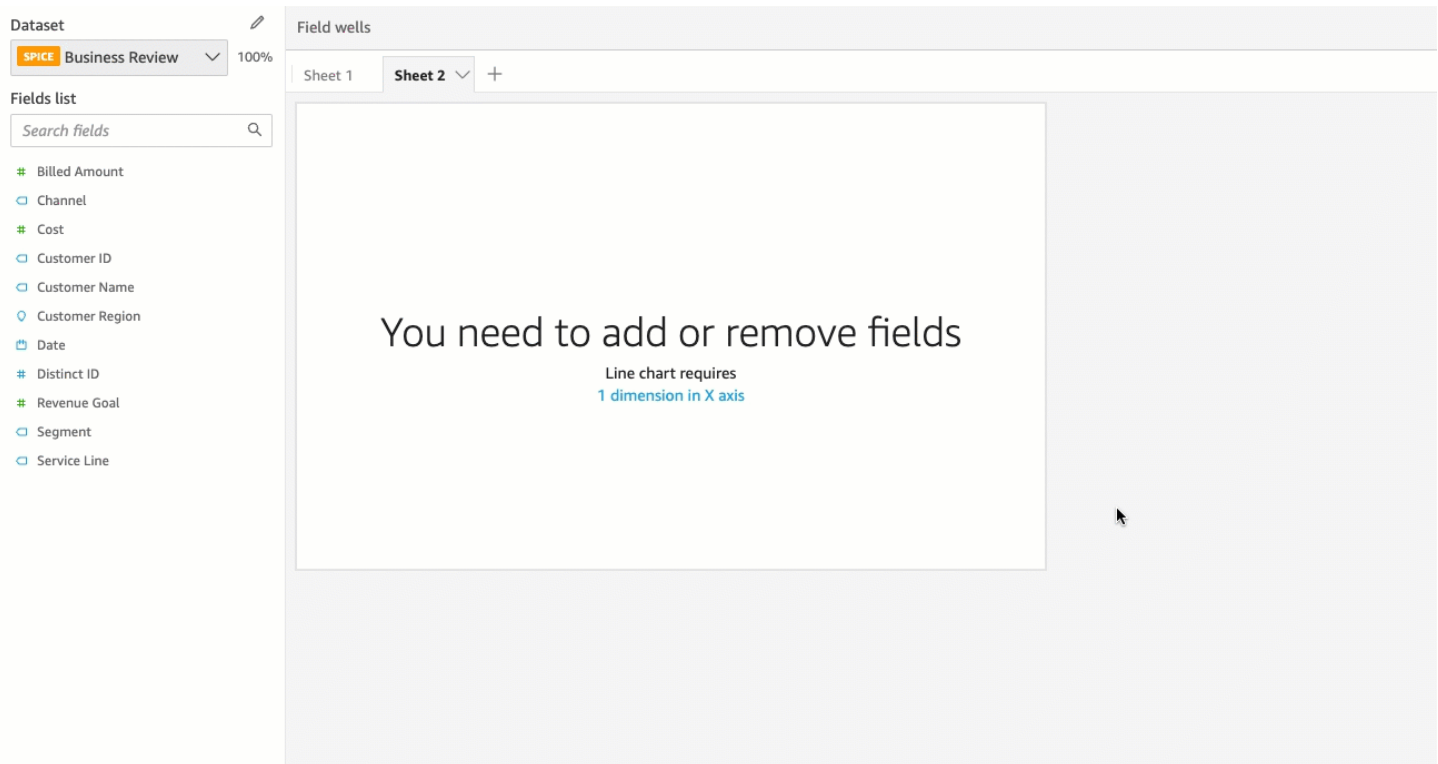 Dataset
SPICE Business Review 100%
Fields list
Search fields
# Billed Amount
Channel
# Cost
Customer ID
Customer Name
Customer Region
Date
# Distinct ID
# Revenue Goal
Segment
Service Line
Field wells
Sheet 1 Sheet 2 +
You need to add or remove fields
Line chart requires
1 dimension in X axis